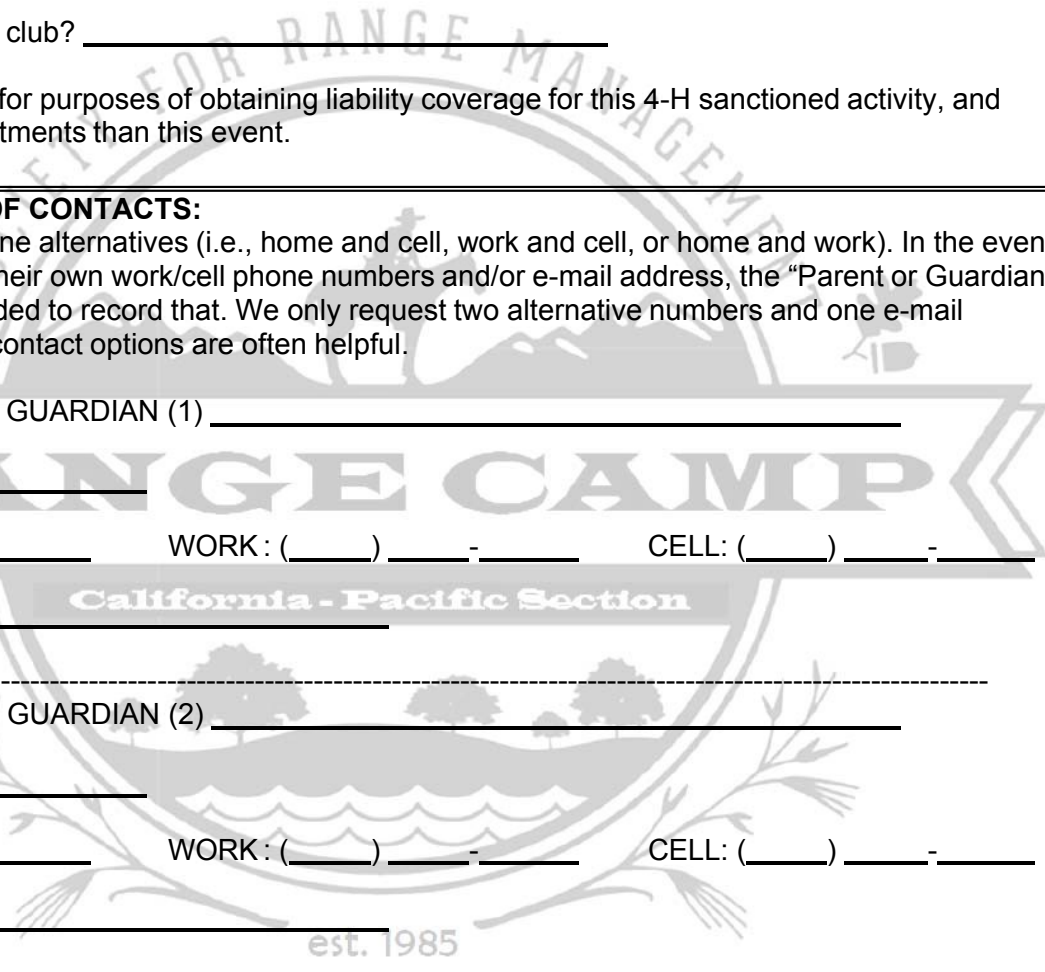 club?
for purposes of obtaining liability coverage for this 4-H sanctioned activity, and
tments than this event.
FOR RANGE MANAGEMENT
OF CONTACTS:
ne alternatives (i.e., home and cell, work and cell, or home and work). In the even
heir own work/cell phone numbers and/or e-mail address, the “Parent or Guardian
ded to record that. We only request two alternative numbers and one e-mail
contact options are often helpful.
GUARDIAN (1)
ANGE CAMP
WORK: ( ) - CELL: ( ) -
California - Pacific Section
GUARDIAN (2)
WORK: ( ) - CELL: ( ) -
est. 1985